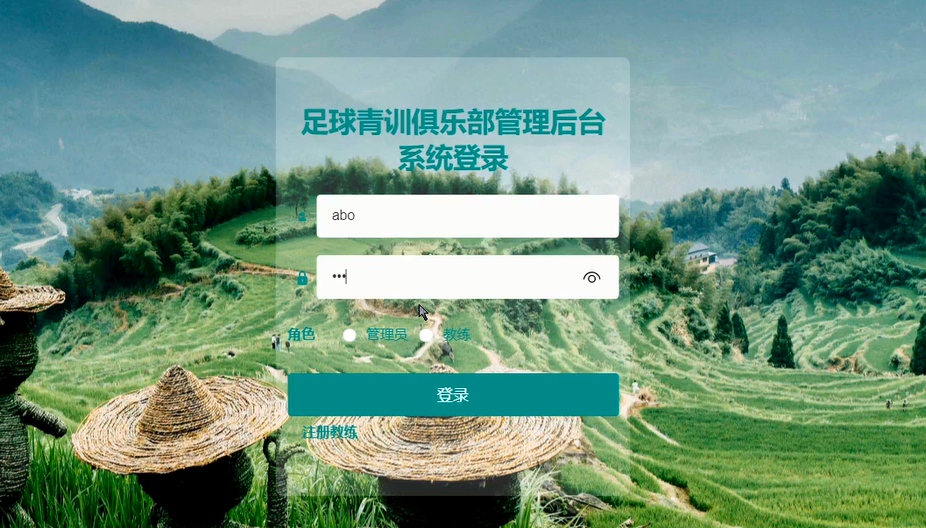 足球青训俱乐部管理后台
系统登录
abo
•••
角色 管理员 教练
登录
注册教练